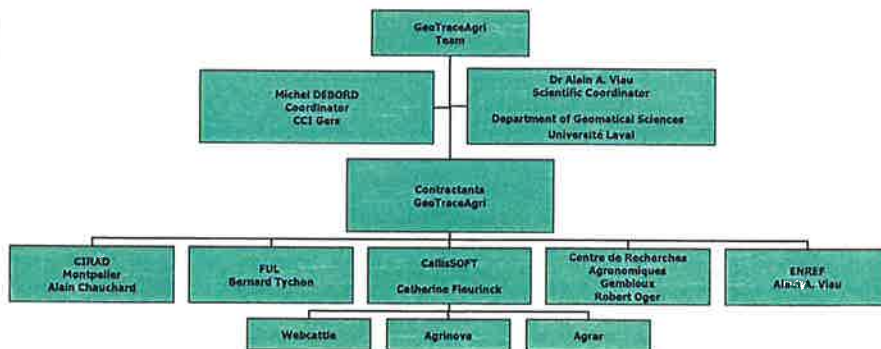 GeoTraceAgri
Team
Michel DEBORD
Coordinator
CCI Gers
Dr Alain A. Viau
Scientific Coordinator
Department of Geomatical Sciences
Université Laval
Contractants
GeoTraceAgri
CIRAD
Montpelier
Alain Chauchard
FUL
Bernard Tychon
CallisSOFT
Catherine Fleurinck
Centre de Recherches
Agronomiques
Gembloux
Robert Oger
ENREF
Alain A. Viau
Webcattle
Agrinova
Agrar